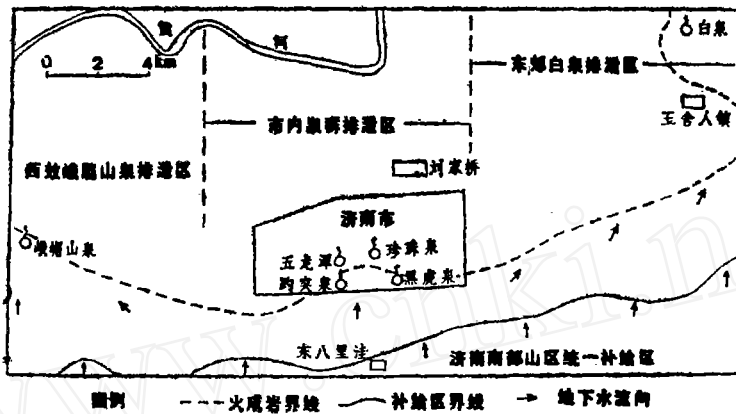 黄
河
0 2 4 km
白泉
东郊白泉排泄区
王舍人镇
市内泉群排泄区
西郊峨嵋山泉排泄区
刘家桥
济南市
峨嵋山泉
五龙潭
珍珠泉
趵突泉
黑虎泉
东八里洼
济南南部山区统一补给区
图例 火成岩界线 补给区界线 地下水流向